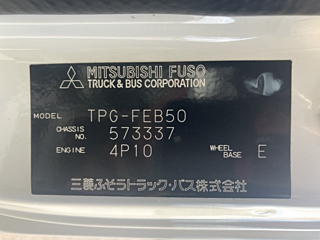 MITSUBISHI FUSO
TRUCK & BUS CORPORATION
MODEL TPG-FEB50
CHASSIS NO. 573337
ENGINE 4P10 WHEEL BASE E
三菱ふそうトラック・バス株式会社